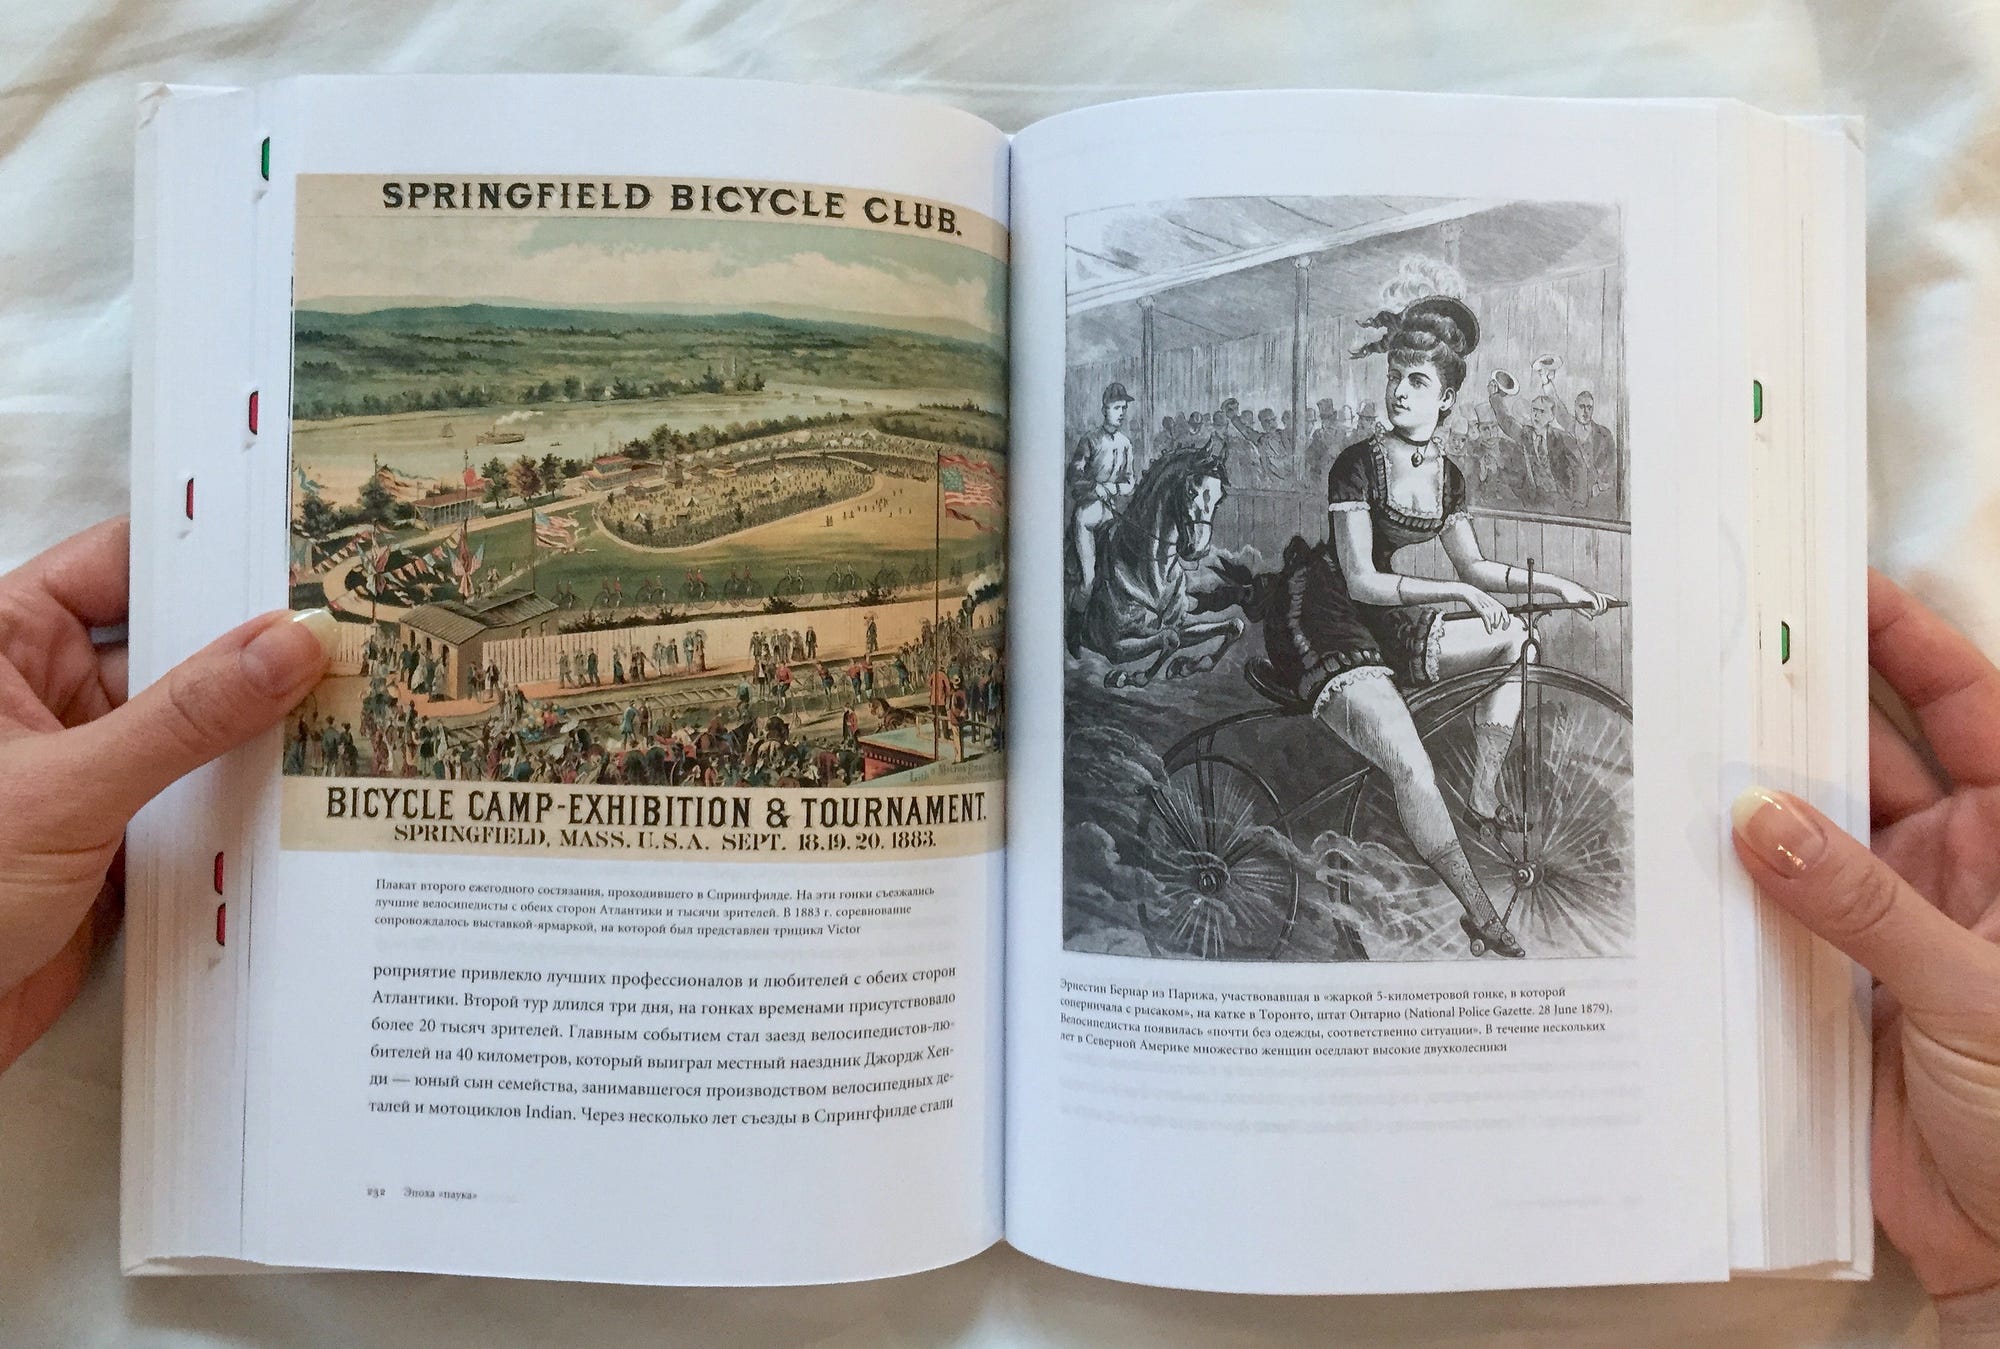 SPRINGFIELD BICYCLE CLUB.
BICYCLE CAMP-EXHIBITION & TOURNAMENT.
SPRINGFIELD, MASS. U.S.A. SEPT. 18.19.20. 1883.
Плакат второго ежегодного состязания, проходившего в Спрингфилде. На эти гонки съезжались
лучшие велосипедисты с обеих сторон Атлантики и тысячи зрителей. В 1883 г. соревнование
сопровождалось выставкой-ярмаркой, на которой был представлен трицикл Victor
роприятие привлекло лучших профессионалов и любителей с обеих сторон
Атлантики. Второй тур длился три дня, на гонках временами присутствовало
более 20 тысяч зрителей. Главным событием стал заезд велосипедистов-лю-
бителей на 40 километров, который выиграл местный наездник Джордж Хен-
ди — юный сын семейства, занимавшегося производством велосипедных де-
талей и мотоциклов Indian. Через несколько лет съезды в Спрингфилде стали
232 Эпоха «паука»
Эрнестин Бернар из Парижа, участвовавшая в «жаркой 5-километровой гонке, в которой
соперничала с рысаком», на катке в Торонто, штат Онтарио (National Police Gazette. 28 June 1879).
Велосипедистка появилась «почти без одежды, соответственно ситуации». В течение нескольких
лет в Северной Америке множество женщин оседлают высокие двухколесники